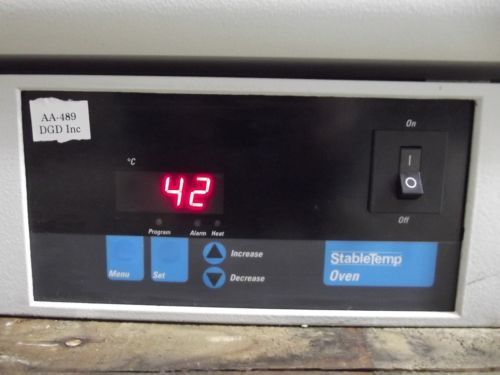 AA-489
DGD Inc
On
°C
42
I
O
Program Alarm Heat
Off
Menu
Set
Increase
Decrease
StableTemp
Oven